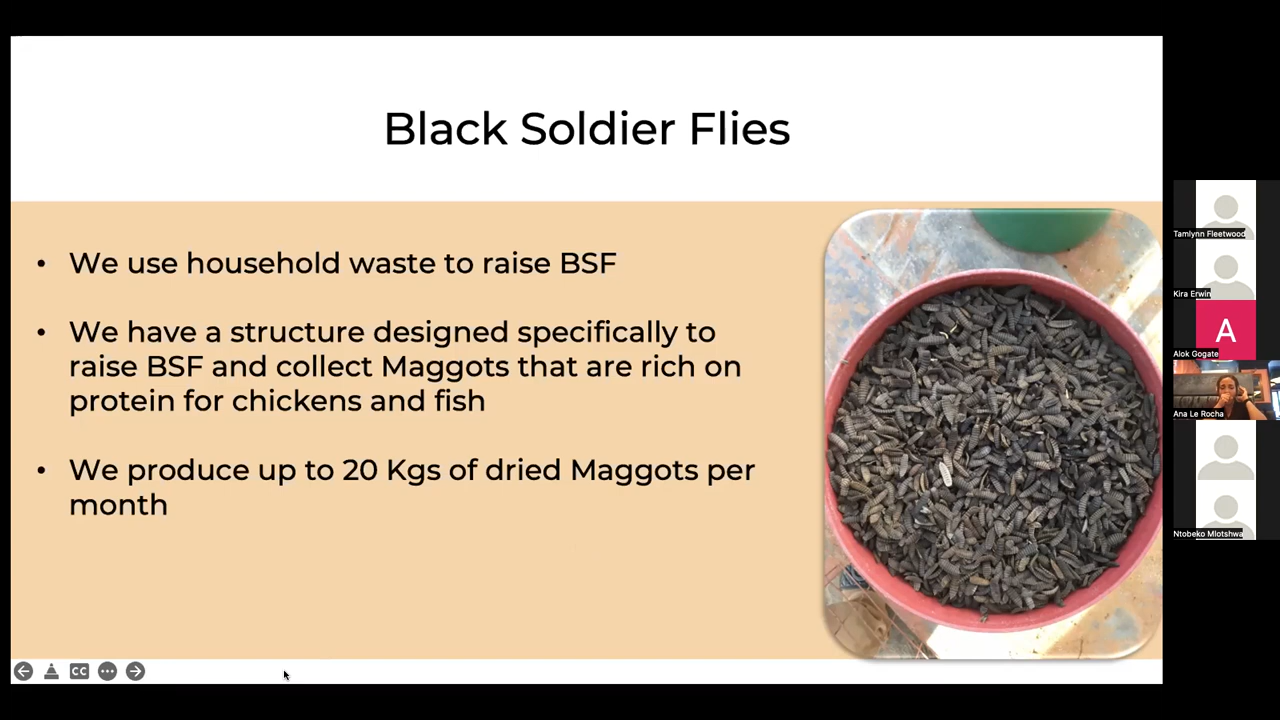 Black Soldier Flies
• We use household waste to raise BSF
• We have a structure designed specifically to
raise BSF and collect Maggots that are rich on
protein for chickens and fish
• We produce up to 20 Kgs of dried Maggots per
month
CC
Tamlynn Fleetwood
Kira Erwin
A
Alok Gogate
Ana Le Rocha
Ntobeko Mlotshwa